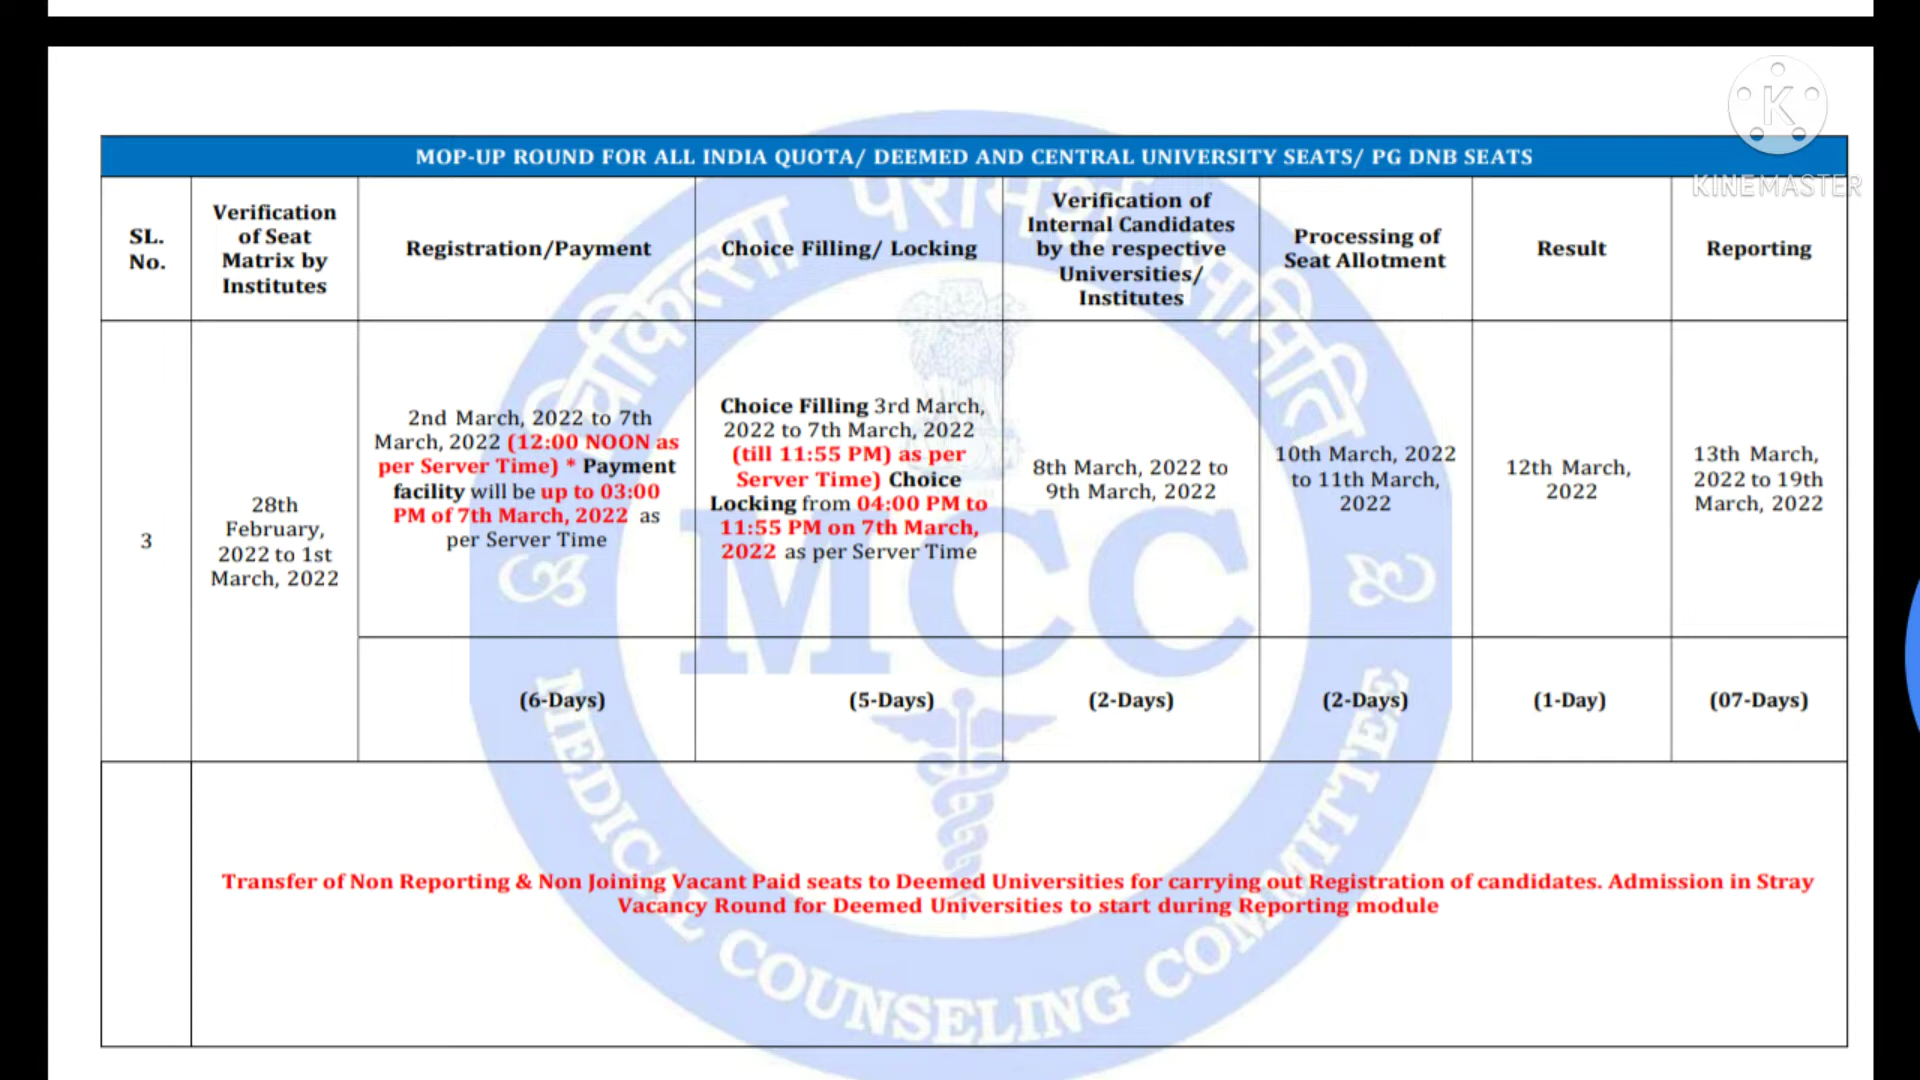 KINEMASTER
MOP-UP ROUND FOR ALL INDIA QUOTA/ DEEMED AND CENTRAL UNIVERSITY SEATS/ PG DNB SEATS
SL.
No.
Verification
of Seat
Matrix by
Institutes
Registration/Payment
Choice Filling/ Locking
Verification of
Internal Candidates
by the respective
Universities/
Institutes
Processing of
Seat Allotment
Result
Reporting
3
28th
February,
2022 to 1st
March, 2022
2nd March, 2022 to 7th
March, 2022 (12:00 NOON as
per Server Time) * Payment
facility will be up to 03:00
PM of 7th March, 2022 as
per Server Time
Choice Filling 3rd March,
2022 to 7th March, 2022
(till 11:55 PM) as per
Server Time) Choice
Locking from 04:00 PM to
11:55 PM on 7th March,
2022 as per Server Time
8th March, 2022 to
9th March, 2022
10th March, 2022
to 11th March,
2022
12th March,
2022
13th March,
2022 to 19th
March, 2022
(6-Days)
(5-Days)
(2-Days)
(2-Days)
(1-Day)
(07-Days)
Transfer of Non Reporting & Non Joining Vacant Paid seats to Deemed Universities for carrying out Registration of candidates. Admission in Stray
Vacancy Round for Deemed Universities to start during Reporting module
चिकित्सा परामर्श समिति
MCC
MEDICAL COUNSELING COMMITTEE